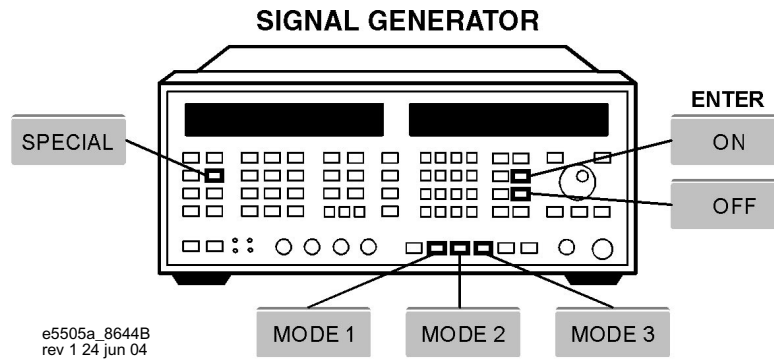 SIGNAL GENERATOR
ENTER
SPECIAL
ON
OFF
MODE 1
MODE 2
MODE 3
e5505a_8644B
rev 1 24 jun 04